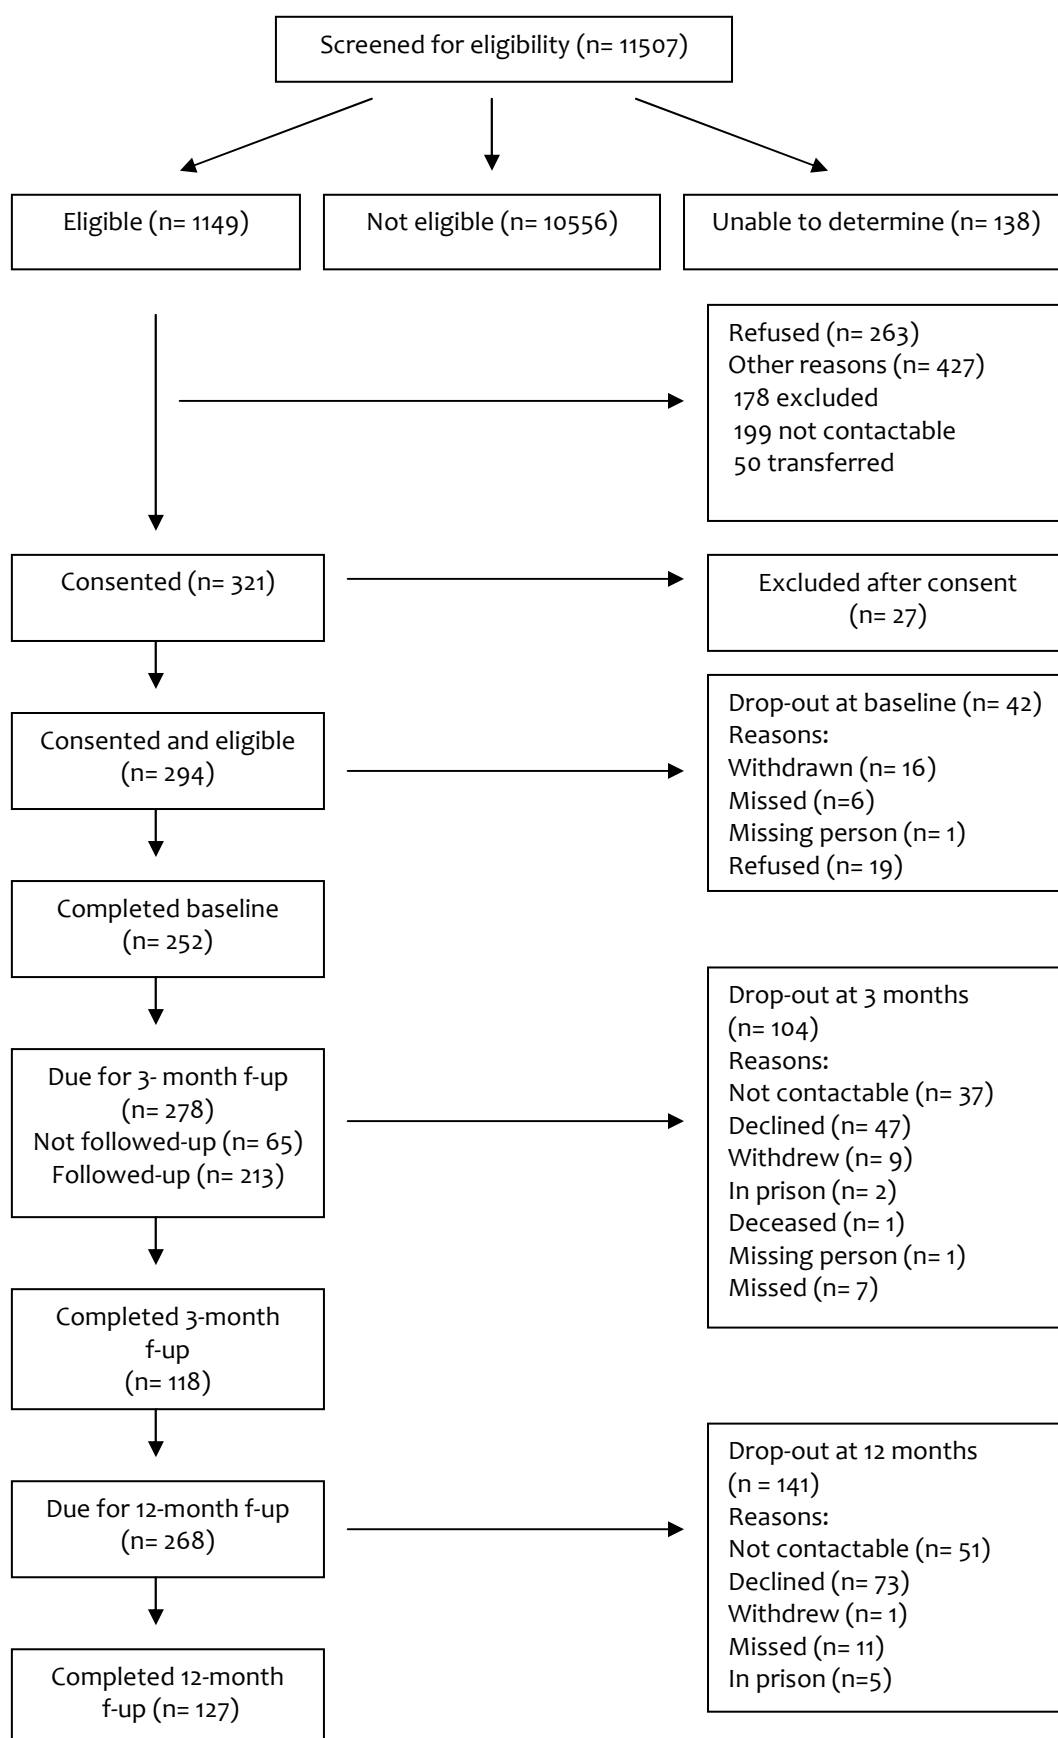 Screened for eligibility (n= 11507)
Eligible (n= 1149)
Not eligible (n= 10556)
Unable to determine (n= 138)
Refused (n= 263)
Other reasons (n= 427)
178 excluded
199 not contactable
50 transferred
Consented (n= 321)
Excluded after consent
(n= 27)
Consented and eligible
(n= 294)
Drop-out at baseline (n= 42)
Reasons:
Withdrawn (n= 16)
Missed (n=6)
Missing person (n= 1)
Refused (n= 19)
Completed baseline
(n= 252)
Due for 3- month f-up
(n= 278)
Not followed-up (n= 65)
Followed-up (n= 213)
Drop-out at 3 months
(n= 104)
Reasons:
Not contactable (n= 37)
Declined (n= 47)
Withdrew (n= 9)
In prison (n= 2)
Deceased (n= 1)
Missing person (n= 1)
Missed (n= 7)
Completed 3-month
f-up
(n= 118)
Due for 12-month f-up
(n= 268)
Drop-out at 12 months
(n = 141)
Reasons:
Not contactable (n= 51)
Declined (n= 73)
Withdrew (n= 1)
Missed (n= 11)
In prison (n=5)
Completed 12-month
f-up (n= 127)